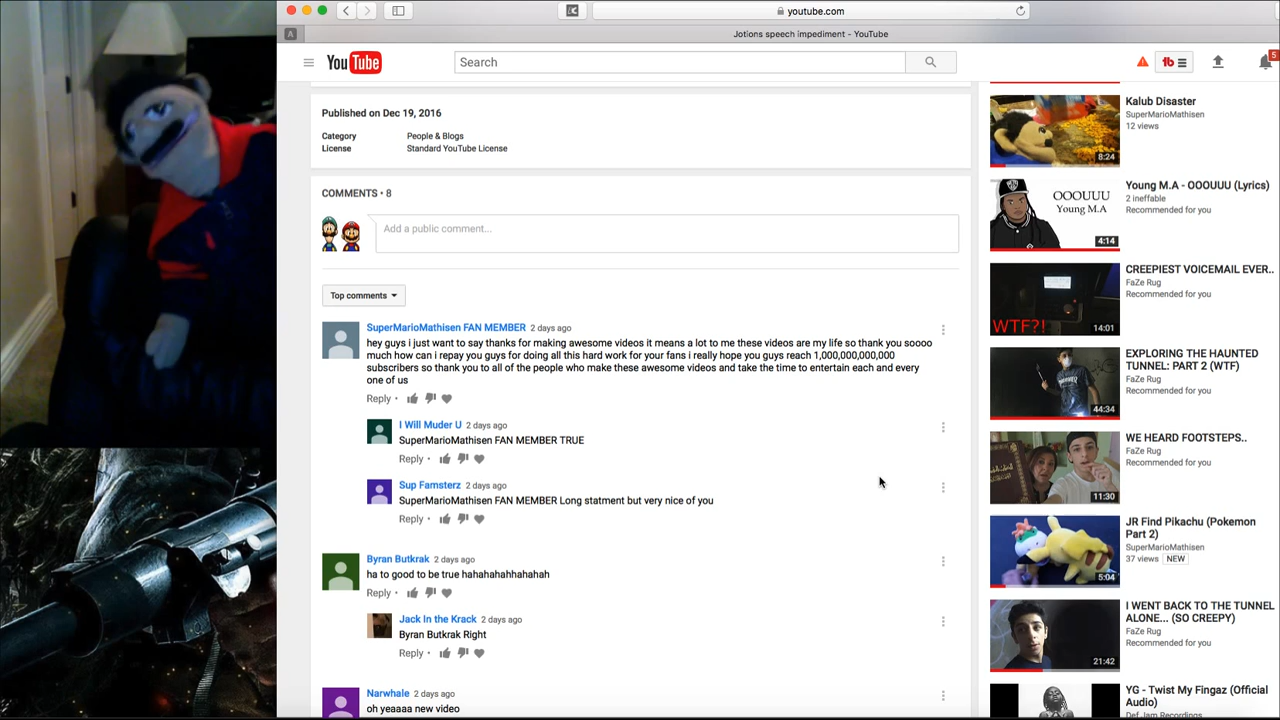 youtube.com
A
Jotions speech impediment - YouTube
YouTube
Search
5
Published on Dec 19, 2016
Category People & Blogs
License Standard YouTube License
COMMENTS • 8
Add a public comment...
Top comments
SuperMarioMathisen FAN MEMBER 2 days ago
hey guys i just want to say thanks for making awesome videos it means a lot to me these videos are my life so thank you soooo
much how can i repay you guys for doing all this hard work for your fans i really hope you guys reach 1,000,000,000,000
subscribers so thank you to all of the people who make these awesome videos and take the time to entertain each and every
one of us
Reply •
I Will Muder U 2 days ago
SuperMarioMathisen FAN MEMBER TRUE
Reply •
Sup Famsterz 2 days ago
SuperMarioMathisen FAN MEMBER Long statment but very nice of you
Reply •
Byran Butkrak 2 days ago
ha to good to be true hahahahahhahahah
Reply •
Jack In the Krack 2 days ago
Byran Butkrak Right
Reply •
Narwhale 2 days ago
oh yeaaaa new video
8:24
Kalub Disaster
SuperMarioMathisen
12 views
OOOUUU
Young M.A
4:14
Young M.A - OOOUUU (Lyrics)
2 ineffable
Recommended for you
WTF?!
14:01
CREEPIEST VOICEMAIL EVER..
FaZe Rug
Recommended for you
44:34
EXPLORING THE HAUNTED
TUNNEL: PART 2 (WTF)
FaZe Rug
Recommended for you
11:30
WE HEARD FOOTSTEPS..
FaZe Rug
Recommended for you
5:04
JR Find Pikachu (Pokemon
Part 2)
SuperMarioMathisen
37 views NEW
21:42
I WENT BACK TO THE TUNNEL
ALONE... (SO CREEPY)
FaZe Rug
Recommended for you
YG - Twist My Fingaz (Official
Audio)
Def Jam Recordings